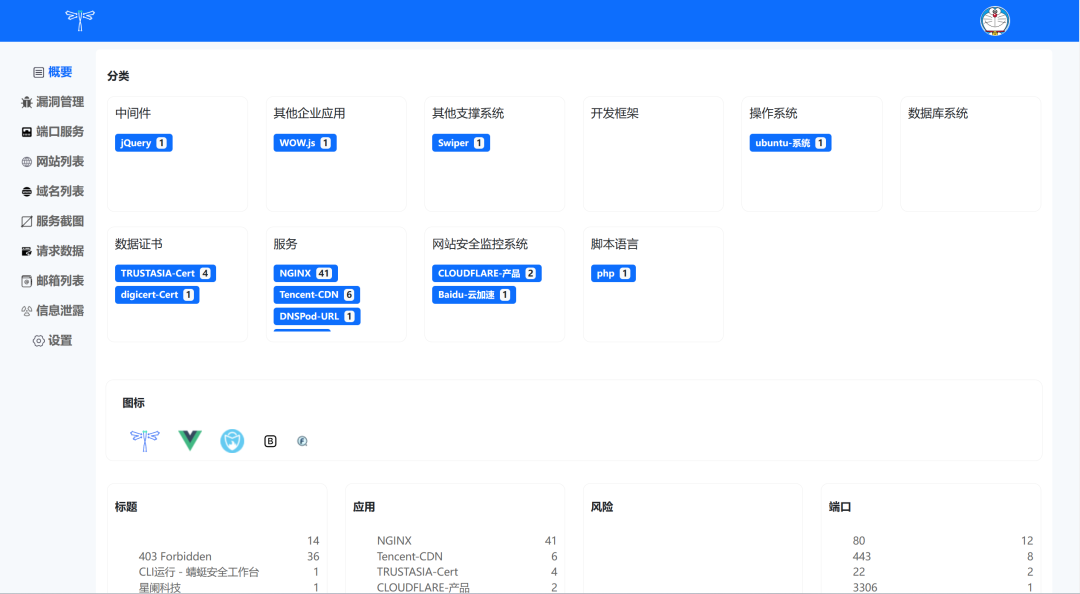 概要
漏洞管理
端口服务
网站列表
域名列表
服务截图
请求数据
邮箱列表
信息泄露
设置
分类
中间件
jQuery 1
其他企业应用
WOW.js 1
其他支撑系统
Swiper 1
开发框架
操作系统
ubuntu-系统 1
数据库系统
数据证书
TRUSTASIA-Cert 4
digicert-Cert 1
服务
NGINX 41
Tencent-CDN 6
DNSPod-URL 1
网站安全监控系统
CLOUDFLARE-产品 2
Baidu-云加速 1
脚本语言
php 1
图标
B
标题
14
403 Forbidden 36
CLI运行 - 蜻蜓安全工作台 1
星阑科技 1
应用
NGINX 41
Tencent-CDN 6
TRUSTASIA-Cert 4
CLOUDFLARE-产品 2
风险
端口
80 12
443 8
22 2
3306 1